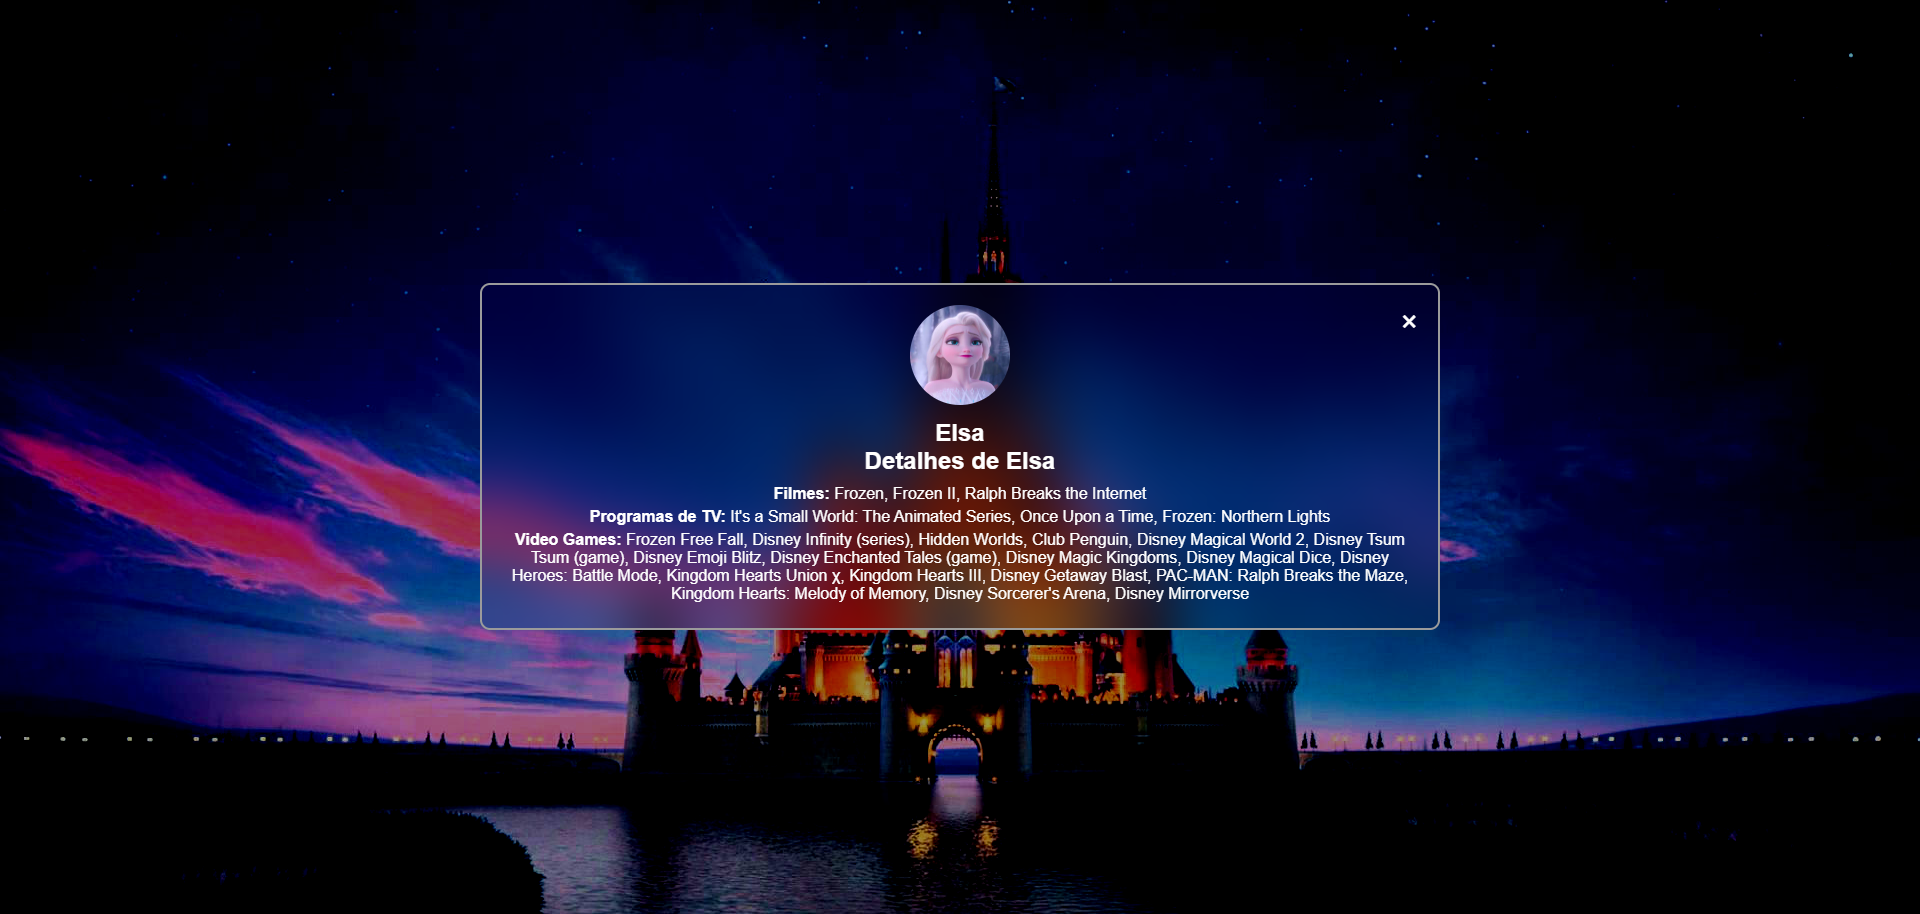 ×
Elsa
Detalhes de Elsa
Filmes: Frozen, Frozen II, Ralph Breaks the Internet
Programas de TV: It's a Small World: The Animated Series, Once Upon a Time, Frozen: Northern Lights
Video Games: Frozen Free Fall, Disney Infinity (series), Hidden Worlds, Club Penguin, Disney Magical World 2, Disney Tsum
Tsum (game), Disney Emoji Blitz, Disney Enchanted Tales (game), Disney Magic Kingdoms, Disney Magical Dice, Disney
Heroes: Battle Mode, Kingdom Hearts Union χ, Kingdom Hearts III, Disney Getaway Blast, PAC-MAN: Ralph Breaks the Maze,
Kingdom Hearts: Melody of Memory, Disney Sorcerer's Arena, Disney Mirrorverse